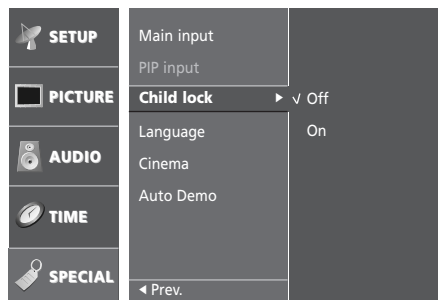 SETUP
PICTURE
AUDIO
TIME
SPECIAL
Main input
PIP input
Child lock ▶
Language
Cinema
Auto Demo
◀ Prev.
√ Off
On